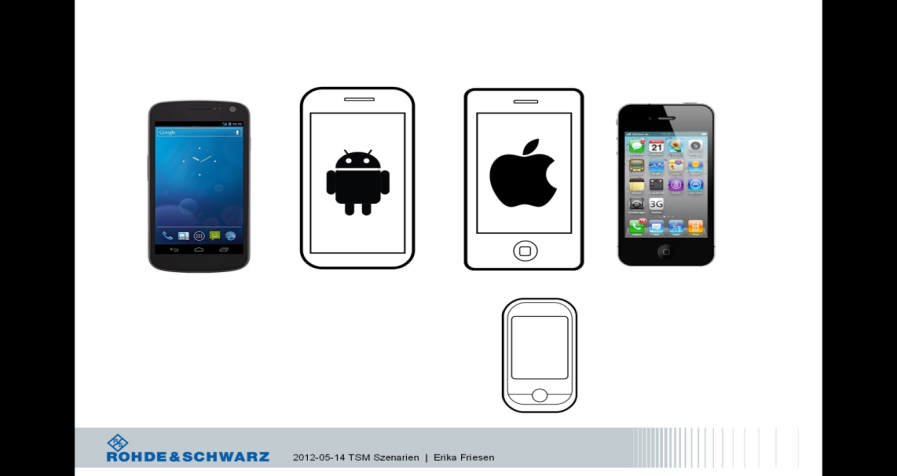 Google
21
3G
ROHDE&SCHWARZ
2012-05-14 TSM Szenarien | Erika Friesen